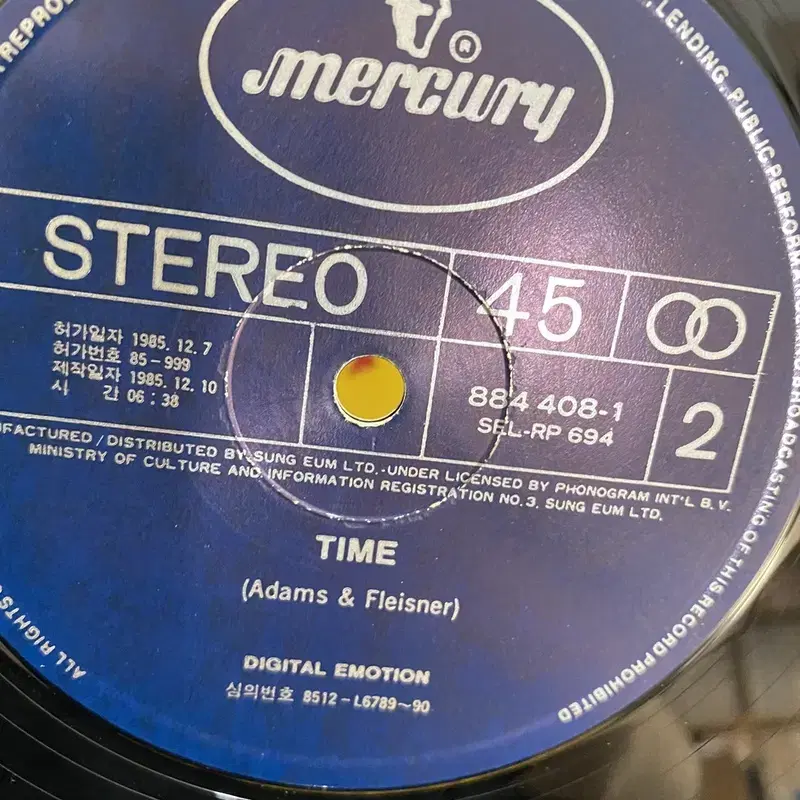 mercury
®
STEREO
45
허가일자 1985. 12. 7
허가번호 85-999
제작일자 1985. 12. 10
시 간 06 : 38
884 408-1
SEL-RP 694
2
UFACTURED / DISTRIBUTED BY SUNG EUM LTD.-UNDER LICENSED BY PHONOGRAM INT'L B. V.
MINISTRY OF CULTURE AND INFORMATION REGISTRATION NO. 3. SUNG EUM LTD.
TIME
(Adams & Fleisner)
DIGITAL EMOTION
심의번호 8512-L6789~90
ALL RIGHTS
REPRO
LENDING, PUBLIC PERFORMAN
BROADCASTING OF THIS RECORD PROHIBITED